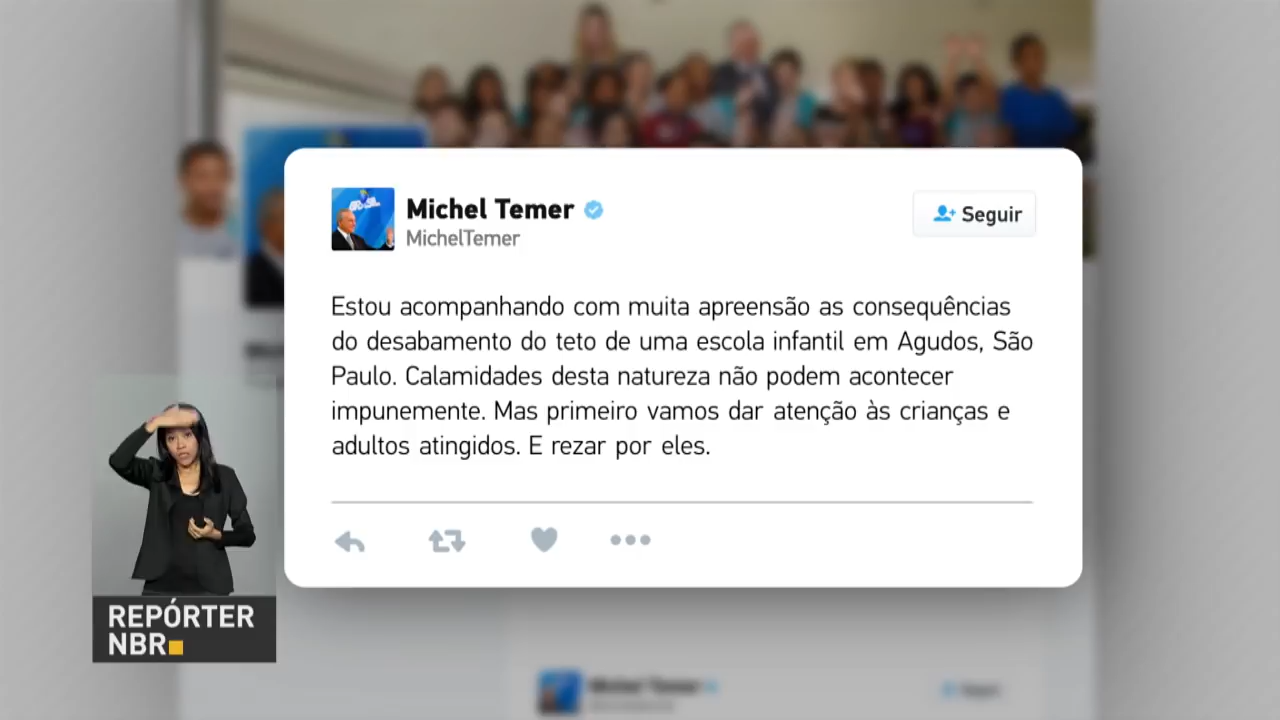 Michel Temer
MichelTemer
Seguir
Estou acompanhando com muita apreensão as consequências
do desabamento do teto de uma escola infantil em Agudos, São
Paulo. Calamidades desta natureza não podem acontecer
impunemente. Mas primeiro vamos dar atenção às crianças e
adultos atingidos. E rezar por eles.
REPÓRTER
NBR
Michel Temer